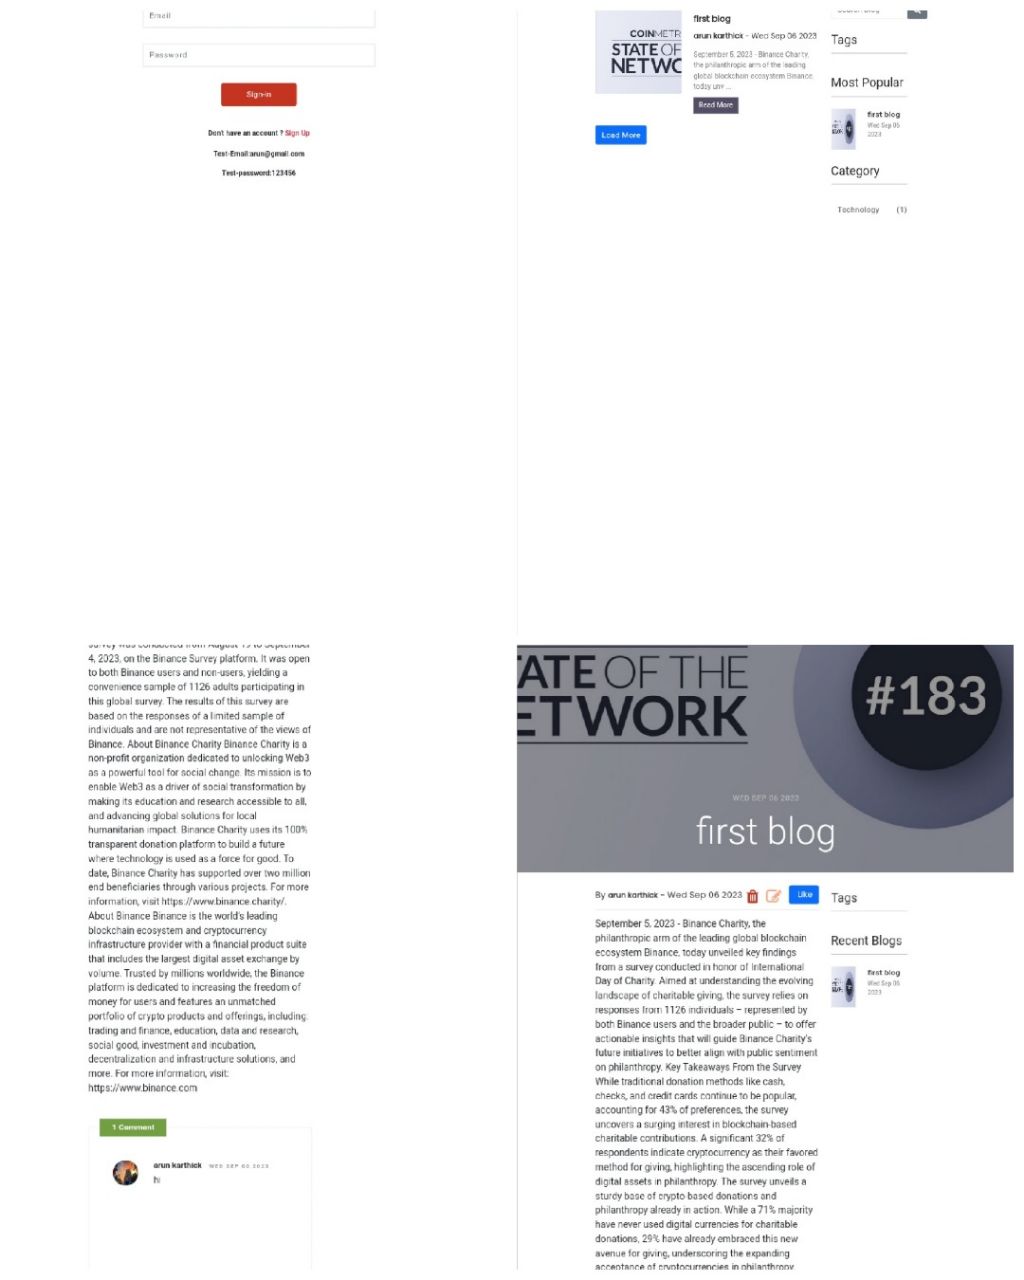 Email
Password
Sign-in
Don't have an account ? Sign Up
Test-Email:arun@gmail.com
Test-password:123456
COINMETR
STATE OF
NETWC
first blog
arun karthick - Wed Sep 06 2023
September 5, 2023 - Binance Charity,
the philanthropic arm of the leading
global blockchain ecosystem Binance,
today unv ...
Read More
Load More
Search blog
Tags
Most Popular
first blog
Wed Sep 06
2023
Category
Technology (1)
survey was conducted from August 19 to September
4, 2023, on the Binance Survey platform. It was open
to both Binance users and non-users, yielding a
convenience sample of 1126 adults participating in
this global survey. The results of this survey are
based on the responses of a limited sample of
individuals and are not representative of the views of
Binance. About Binance Charity Binance Charity is a
non-profit organization dedicated to unlocking Web3
as a powerful tool for social change. Its mission is to
enable Web3 as a driver of social transformation by
making its education and research accessible to all,
and advancing global solutions for local
humanitarian impact. Binance Charity uses its 100%
transparent donation platform to build a future
where technology is used as a force for good. To
date, Binance Charity has supported over two million
end beneficiaries through various projects. For more
information, visit https://www.binance.charity/.
About Binance Binance is the world's leading
blockchain ecosystem and cryptocurrency
infrastructure provider with a financial product suite
that includes the largest digital asset exchange by
volume. Trusted by millions worldwide, the Binance
platform is dedicated to increasing the freedom of
money for users and features an unmatched
portfolio of crypto products and offerings, including:
trading and finance, education, data and research,
social good, investment and incubation,
decentralization and infrastructure solutions, and
more. For more information, visit:
https://www.binance.com
1 Comment
arun karthick WED SEP 06 2023
hi
ATE OF THE
ETWORK
#183
WED SEP 06 2023
first blog
By arun karthick - Wed Sep 06 2023
Like
September 5, 2023 - Binance Charity, the
philanthropic arm of the leading global blockchain
ecosystem Binance, today unveiled key findings
from a survey conducted in honor of International
Day of Charity. Aimed at understanding the evolving
landscape of charitable giving, the survey relies on
responses from 1126 individuals – represented by
both Binance users and the broader public – to offer
actionable insights that will guide Binance Charity's
future initiatives to better align with public sentiment
on philanthropy. Key Takeaways From the Survey
While traditional donation methods like cash,
checks, and credit cards continue to be popular,
accounting for 43% of preferences, the survey
uncovers a surging interest in blockchain-based
charitable contributions. A significant 32% of
respondents indicate cryptocurrency as their favored
method for giving, highlighting the ascending role of
digital assets in philanthropy. The survey unveils a
sturdy base of crypto-based donations and
philanthropy already in action. While a 71% majority
have never used digital currencies for charitable
donations, 29% have already embraced this new
avenue for giving, underscoring the expanding
acceptance of cryptocurrencies in philanthropy.
Tags
Recent Blogs
first blog
Wed Sep 06
2023